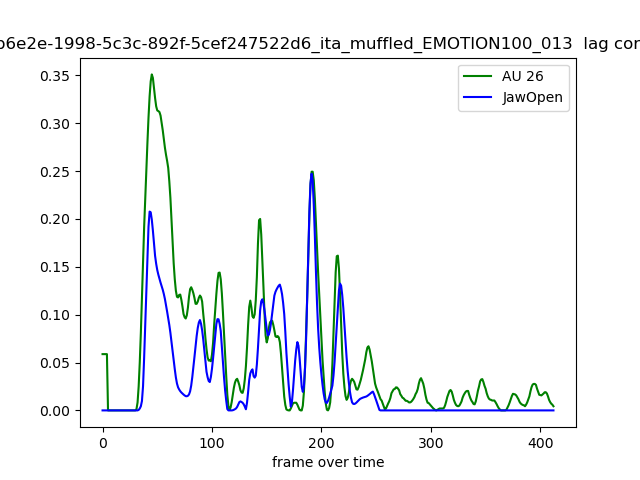 b6e2e-1998-5c3c-892f-5cef247522d6_ita_muffled_EMOTION100_013 lag cor
AU 26
JawOpen
0.35
0.30
0.25
0.20
0.15
0.10
0.05
0.00
0 100 200 300 400
frame over time